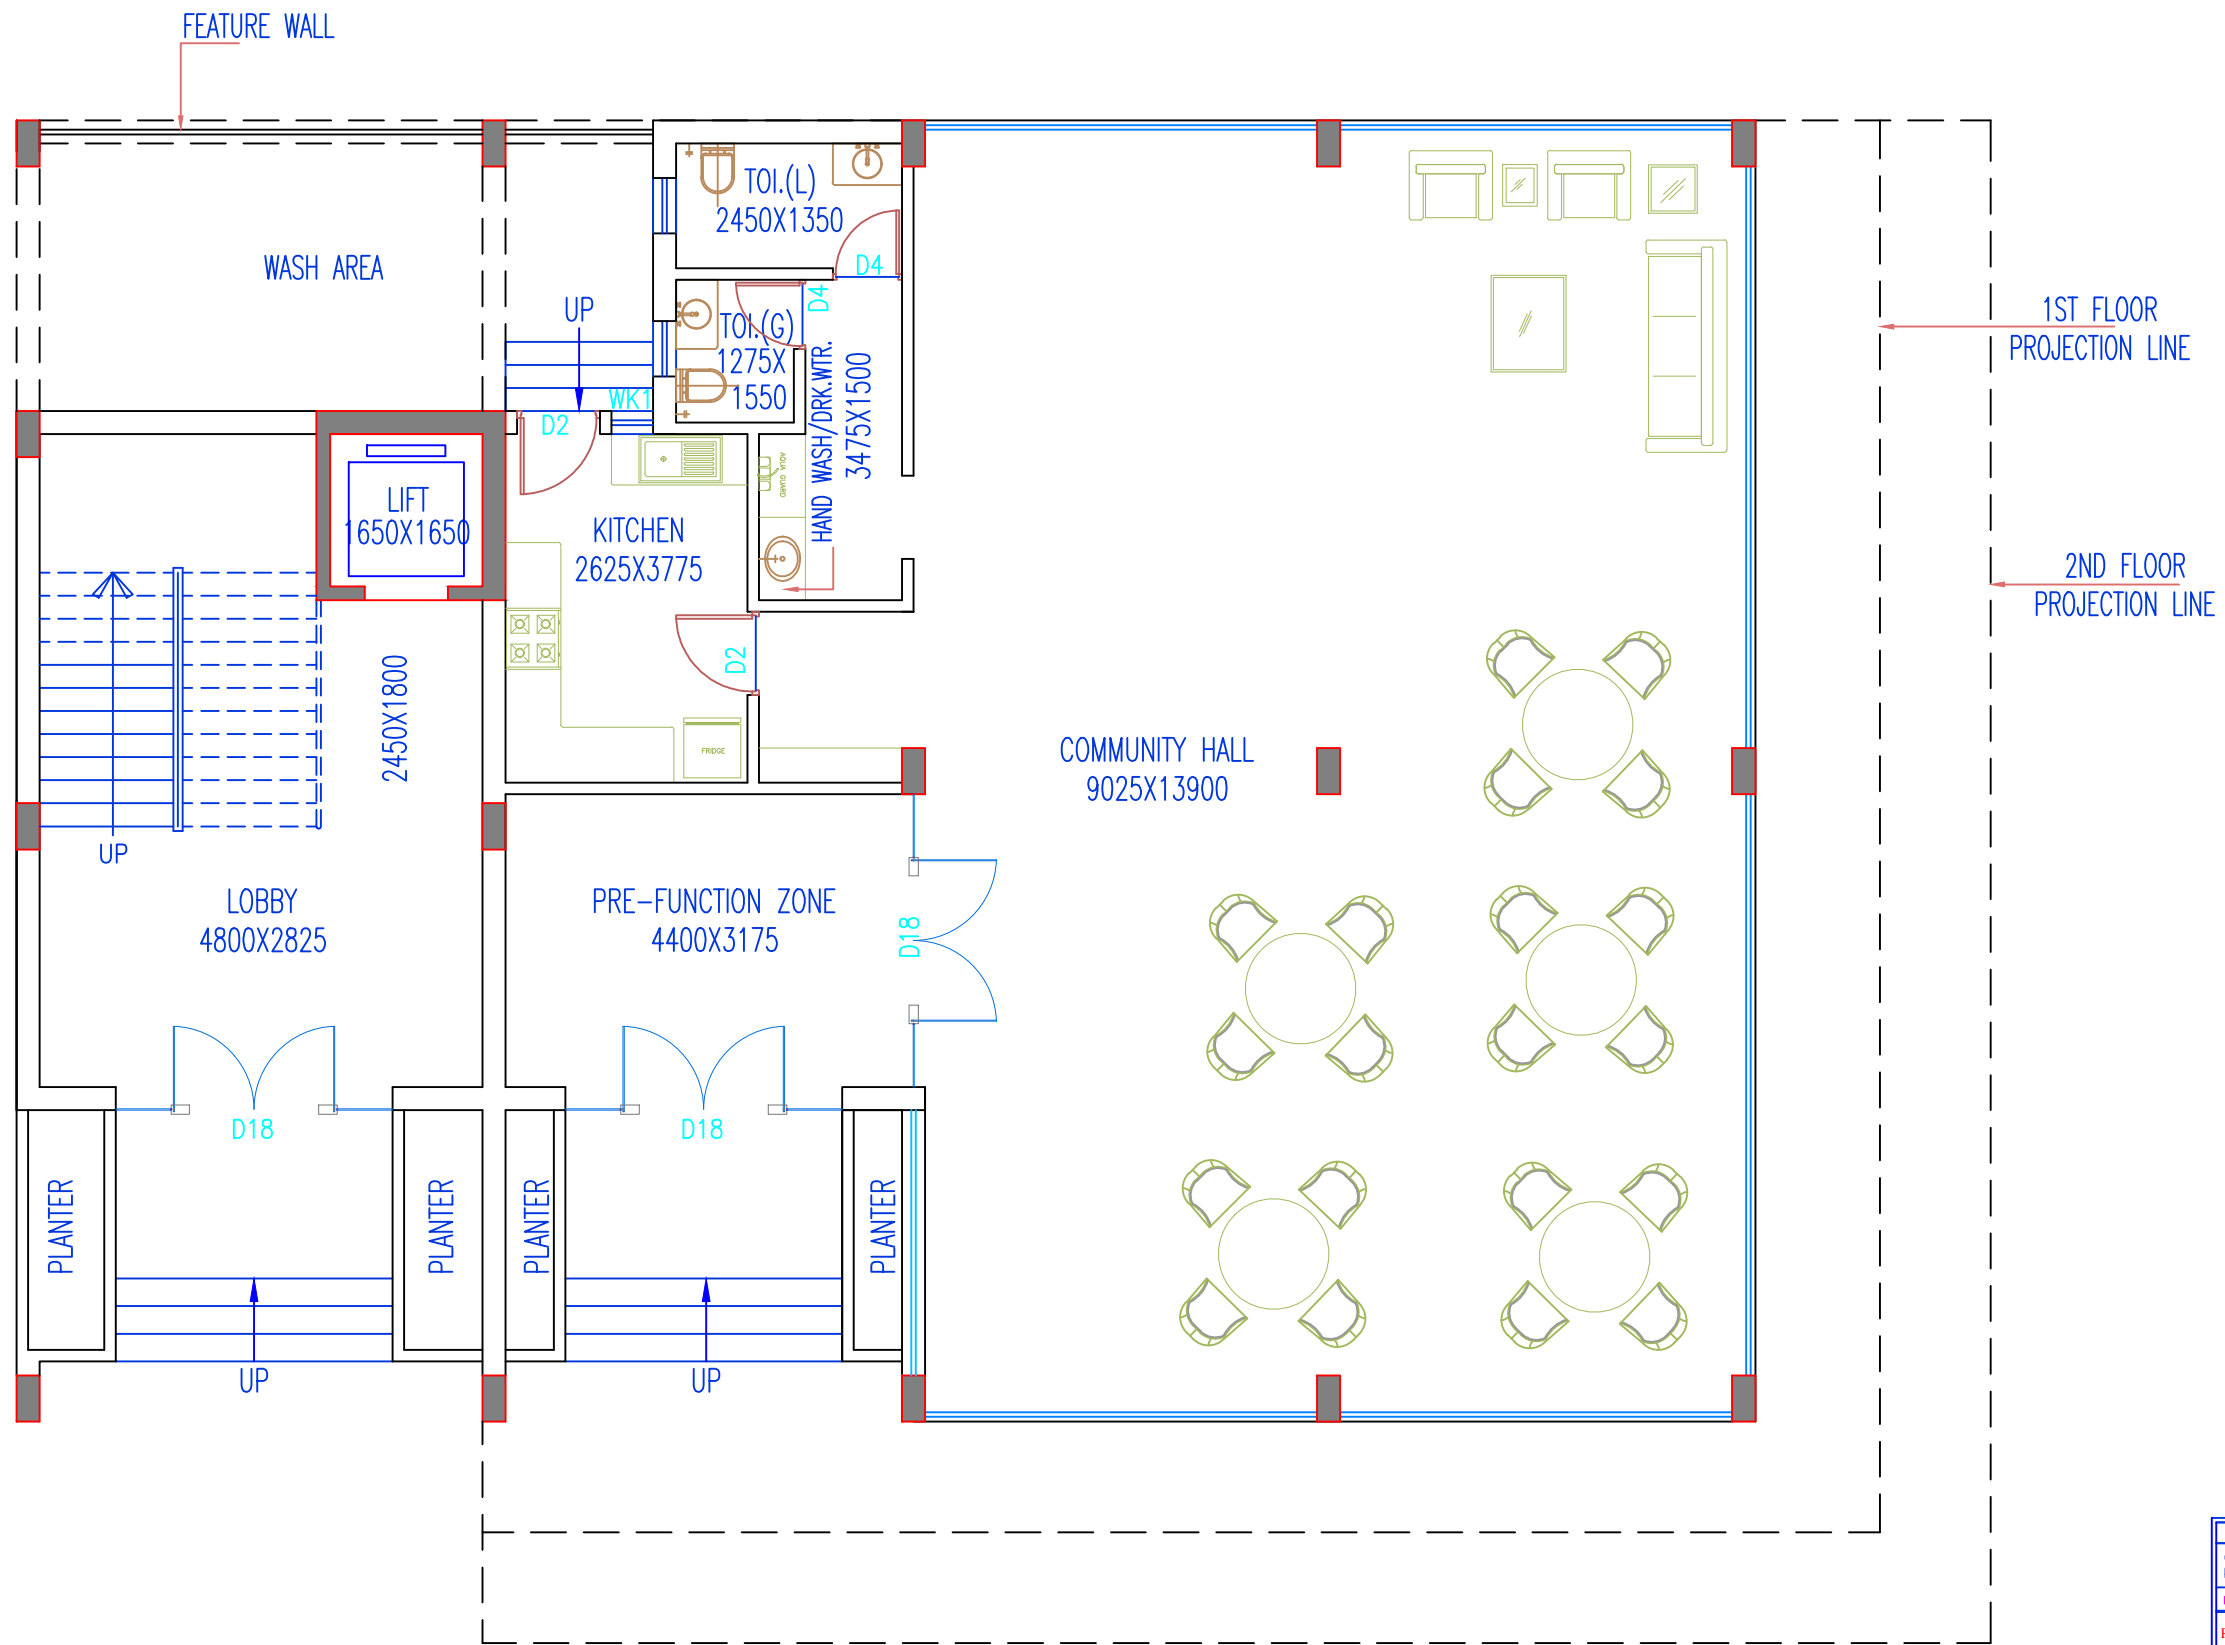 FEATURE WALL
TOI.(L)
2450X1350
WASH AREA
D4
D4
UP
TOI.(G)
1275X
1550
1ST FLOOR
PROJECTION LINE
HAND WASH/DRK.WTR.
3475X1500
WK1
D2
AQUA GUARD
LIFT
1650X1650
KITCHEN
2625X3775
2ND FLOOR
PROJECTION LINE
D2
2450X1800
FRIDGE
COMMUNITY HALL
9025X13900
UP
LOBBY
4800X2825
PRE-FUNCTION ZONE
4400X3175
D18
D18
D18
PLANTER
PLANTER
PLANTER
PLANTER
UP
UP